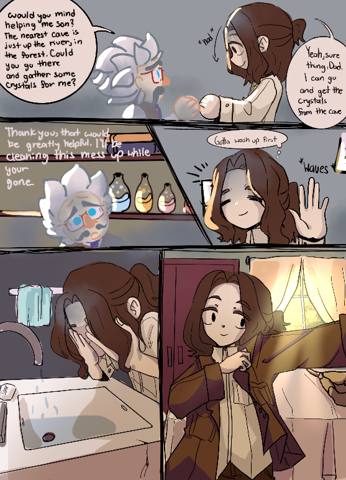 Would you mind
helping me son?
The nearest cave is
just up the river, in
the forest. Could
you go there
and gather some
Crystals for me?
*Nod*
Yeah, sure
thing, Dad.
I can go
and get the
Crystals
from the cave
Thank you, that would
be greatly helpful. I'll be
cleaning this mess up while
your
gone.
Gotta wash up first
*Waves*